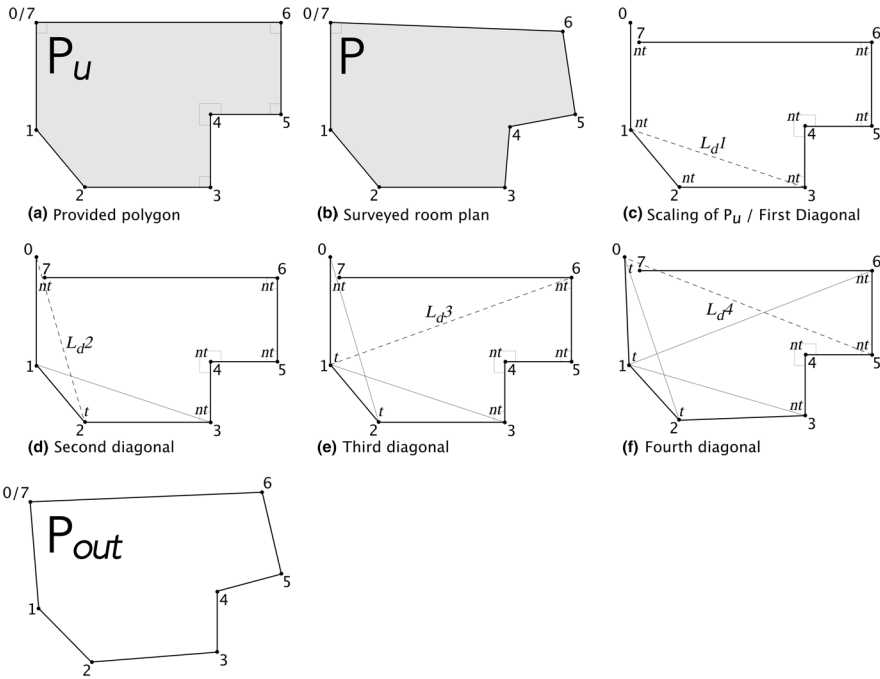 0/7 6 0/7 6 0 7 6
P_u P nt nt
4 5 4 5 nt nt 4 5
1 1 1 nt L_d1
2 3 2 3 nt 2 nt 3
(a) Provided polygon (b) Surveyed room plan (c) Scaling of P_u / First Diagonal
0 7 6 0 7 6 0 t 7 6
nt nt nt nt nt
L_d2 L_d3 L_d4
1 nt 4 nt 5 1 t nt 4 nt 5 1 t nt 4 nt 5
t 2 nt 3 t 2 nt 3 t 2 nt 3
(d) Second diagonal (e) Third diagonal (f) Fourth diagonal
0/7 6
P_out
5
4
1
3
2